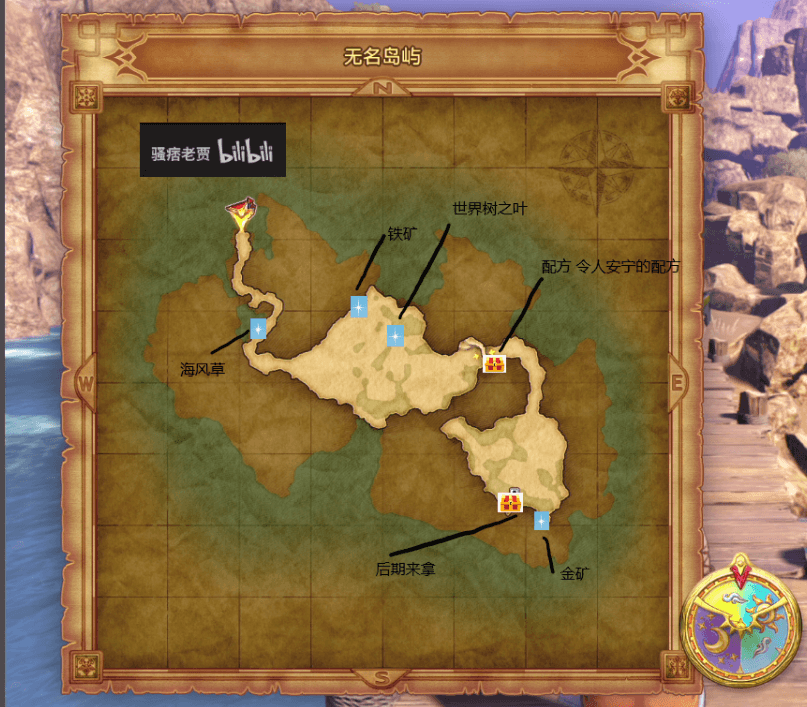 无名岛屿
N
骚痞老贾 bilibili
世界树之叶
铁矿
配方 令人安宁的配方
海风草
W
E
后期来拿
金矿
S